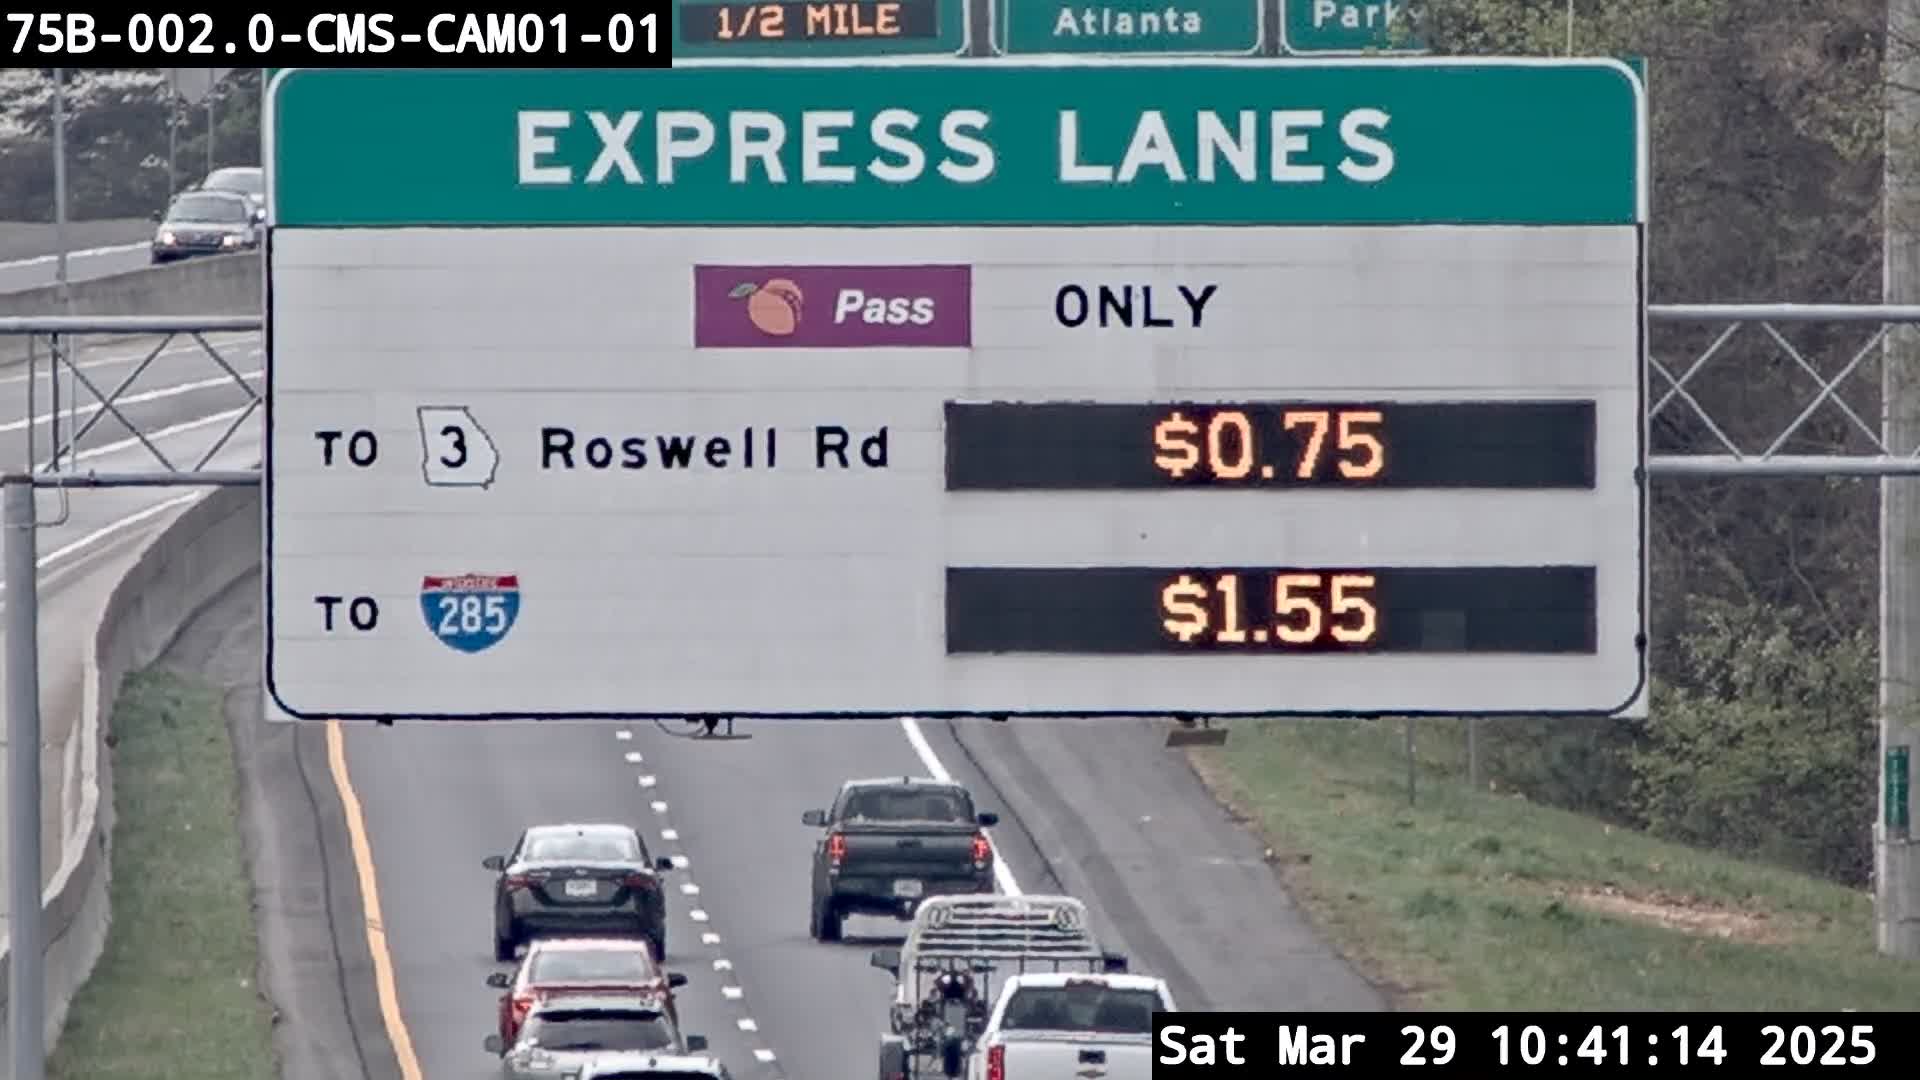 75B-002.0-CMS-CAM01-01
1/2 MILE
Atlanta
EXPRESS LANES
Pass ONLY
TO 3 Roswell Rd $0.75
TO INTERSTATE 285 $1.55
Sat Mar 29 10:41:14 2025